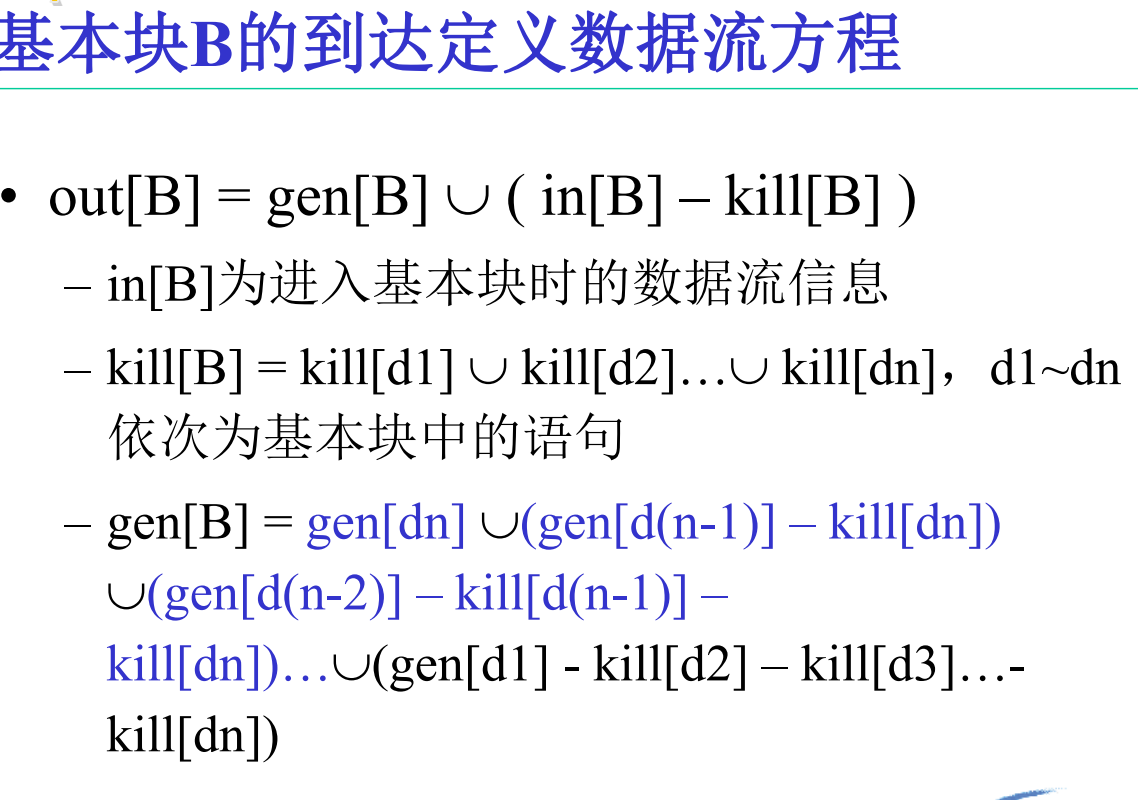 基本块B的到达定义数据流方程
• out[B] = gen[B] ∪ ( in[B] – kill[B] )
– in[B]为进入基本块时的数据流信息
– kill[B] = kill[d1] ∪ kill[d2]…∪ kill[dn]，d1~dn
依次为基本块中的语句
– gen[B] = gen[dn] ∪(gen[d(n-1)] – kill[dn])
∪(gen[d(n-2)] – kill[d(n-1)] –
kill[dn])…∪(gen[d1] - kill[d2] – kill[d3]…-
kill[dn])